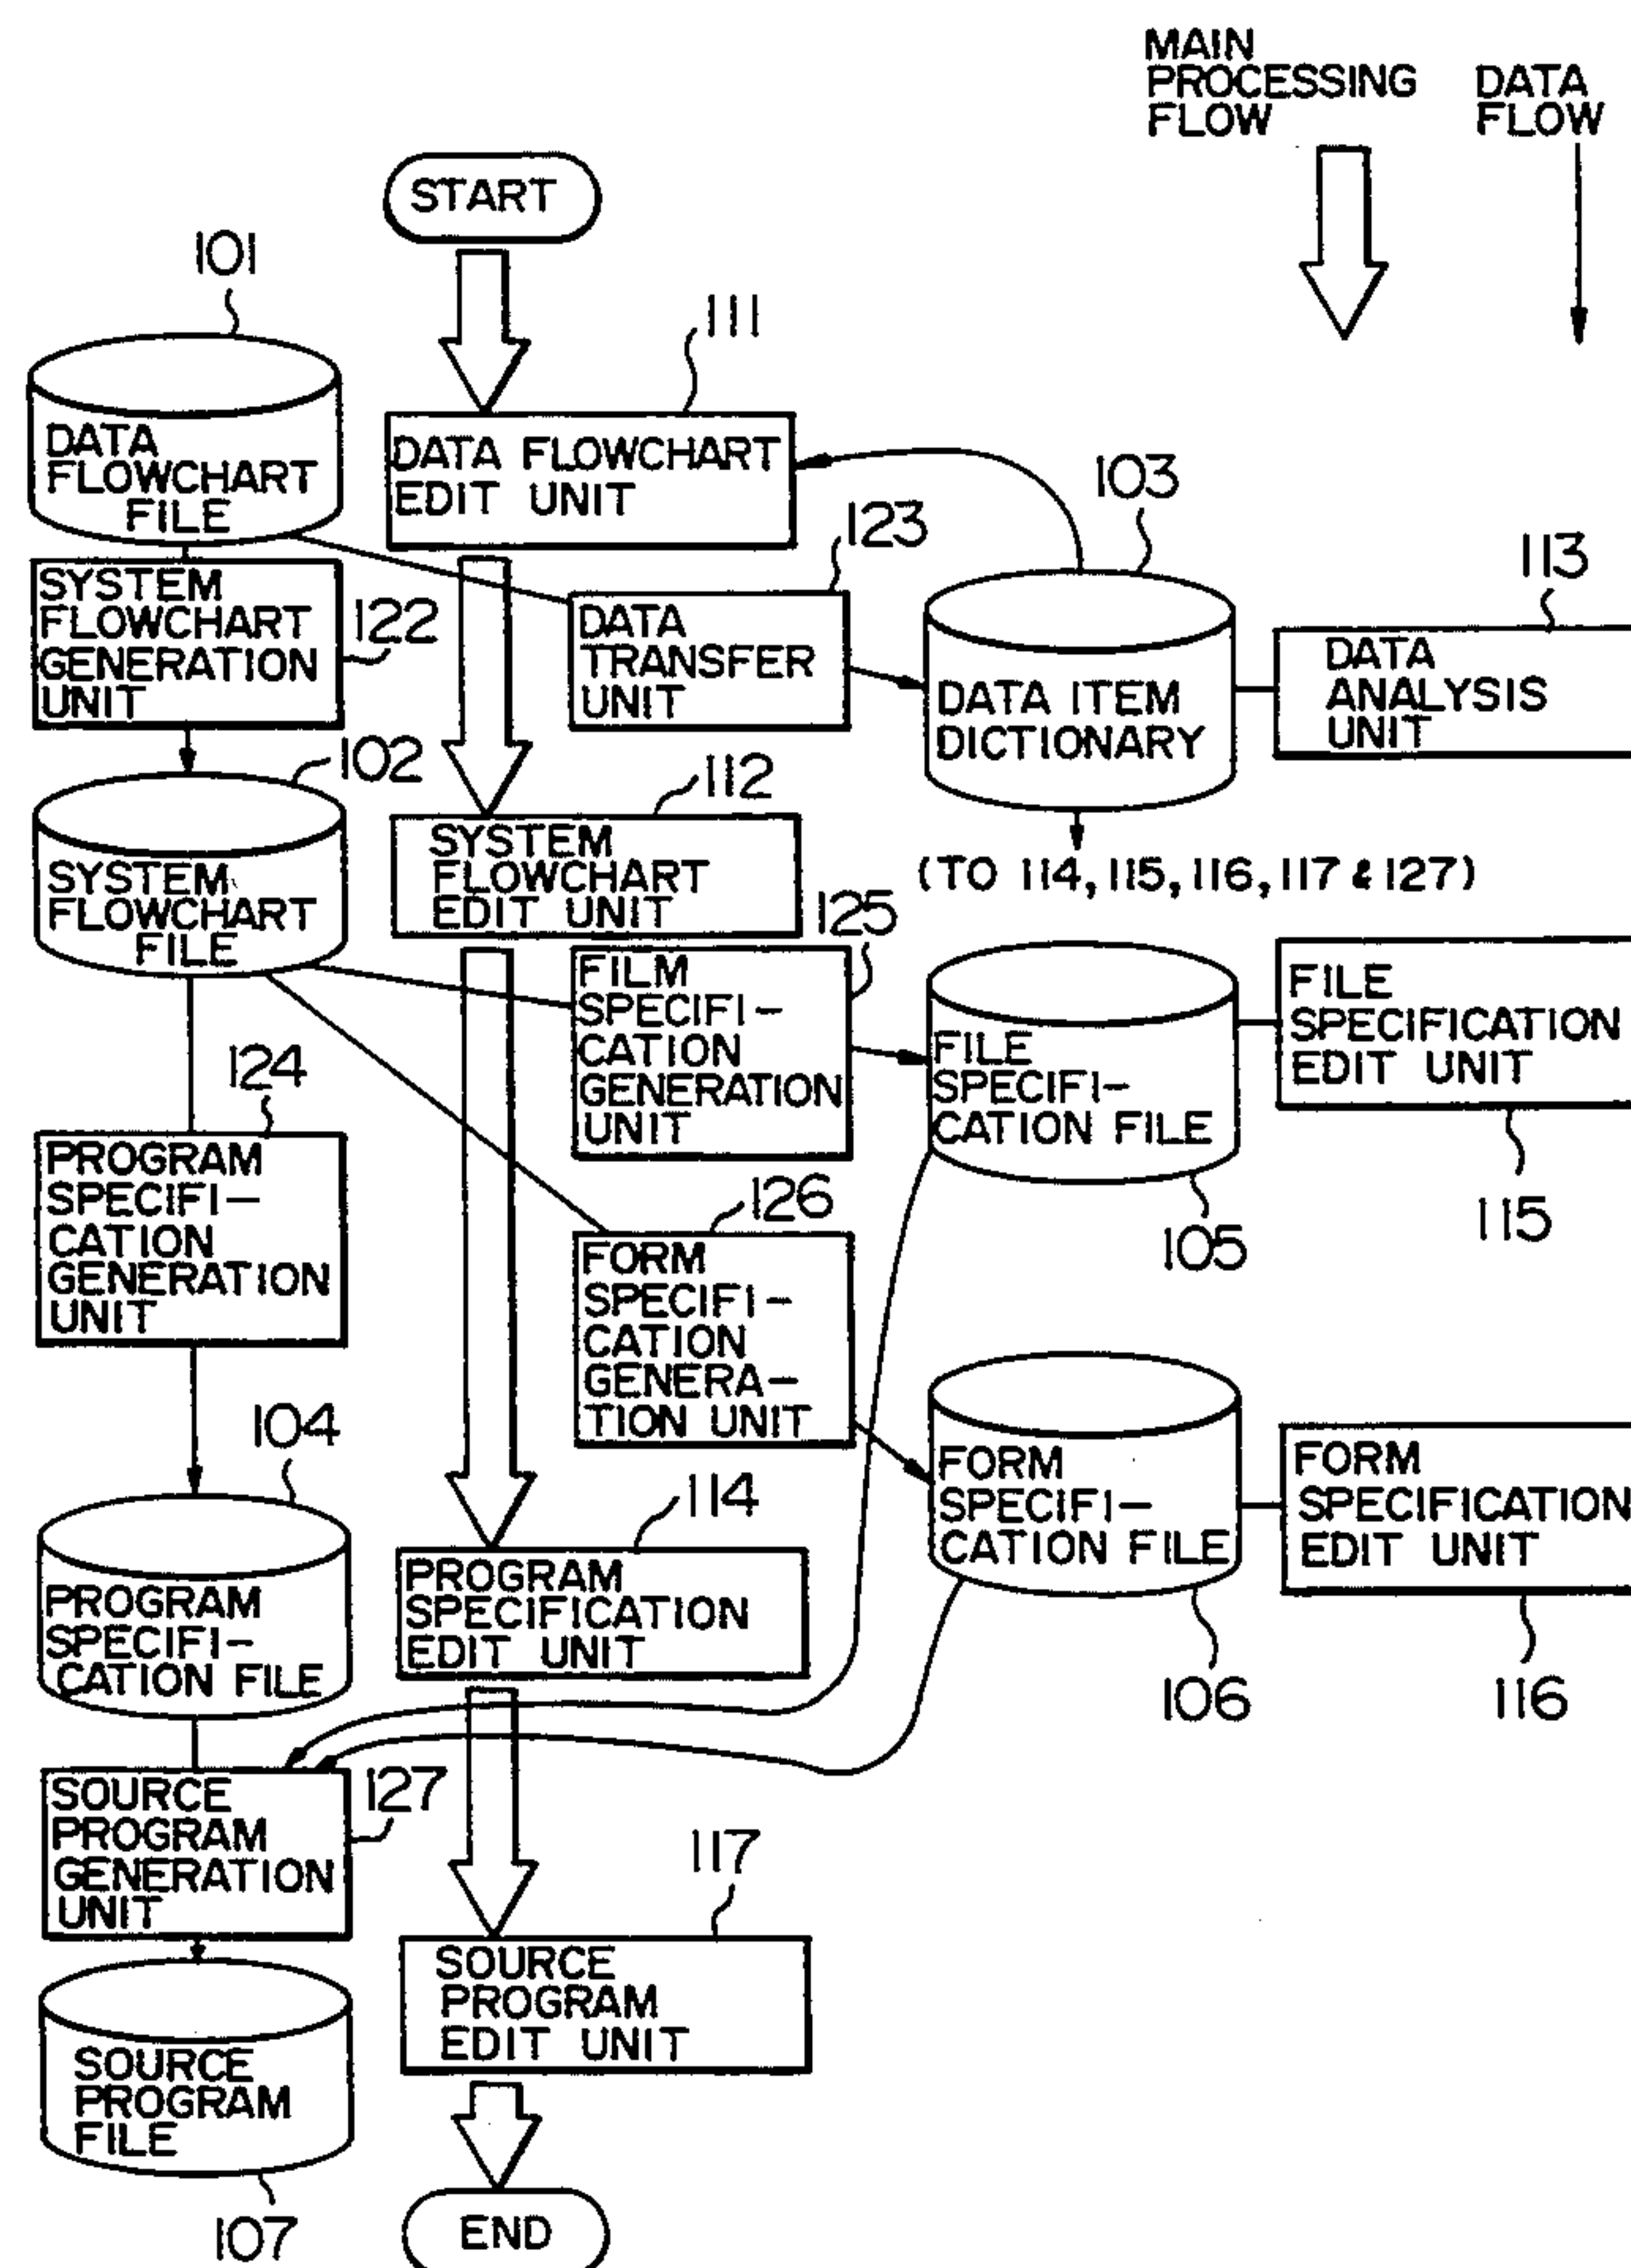 MAIN
PROCESSING
FLOW
DATA
FLOW
START
101
111
DATA
FLOWCHART
FILE
DATA FLOWCHART
EDIT UNIT
103
123
113
SYSTEM
FLOWCHART
GENERATION
UNIT
122
DATA
TRANSFER
UNIT
DATA ITEM
DICTIONARY
DATA
ANALYSIS
UNIT
102
112
SYSTEM
FLOWCHART
FILE
SYSTEM
FLOWCHART
EDIT UNIT
(TO 114, 115, 116, 117 & 127)
125
FILM
SPECIFI-
CATION
GENERATION
UNIT
FILE
SPECIFI-
CATION FILE
FILE
SPECIFICATION
EDIT UNIT
124
PROGRAM
SPECIFI-
CATION
GENERATION
UNIT
126
105
115
FORM
SPECIFI-
CATION
GENERA-
TION UNIT
104
114
FORM
SPECIFI-
CATION FILE
FORM
SPECIFICATION
EDIT UNIT
PROGRAM
SPECIFI-
CATION FILE
PROGRAM
SPECIFICATION
EDIT UNIT
106
116
SOURCE
PROGRAM
GENERATION
UNIT
127
117
SOURCE
PROGRAM
EDIT UNIT
SOURCE
PROGRAM
FILE
107
END